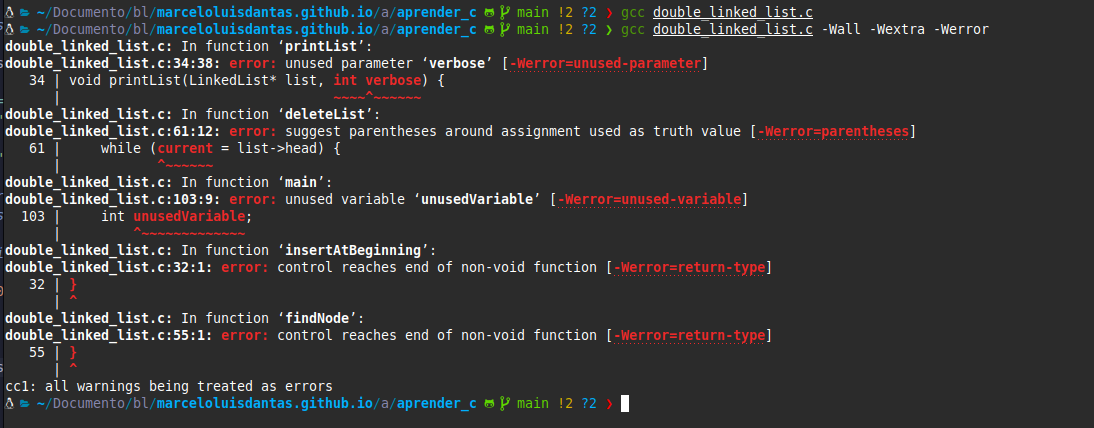 ~/Documento/bl/marceloluisdantas.github.io/a/aprender_c main !2 ?2 ❯ gcc double_linked_list.c
~/Documento/bl/marceloluisdantas.github.io/a/aprender_c main !2 ?2 ❯ gcc double_linked_list.c -Wall -Wextra -Werror
double_linked_list.c: In function ‘printList’:
double_linked_list.c:34:38: error: unused parameter ‘verbose’ [-Werror=unused-parameter]
34 | void printList(LinkedList* list, int verbose) {
| ~~~~^~~~~~~
double_linked_list.c: In function ‘deleteList’:
double_linked_list.c:61:12: error: suggest parentheses around assignment used as truth value [-Werror=parentheses]
61 | while (current = list->head) {
| ^~~~~~~
double_linked_list.c: In function ‘main’:
double_linked_list.c:103:9: error: unused variable ‘unusedVariable’ [-Werror=unused-variable]
103 | int unusedVariable;
| ^~~~~~~~~~~~~~
double_linked_list.c: In function ‘insertAtBeginning’:
double_linked_list.c:32:1: error: control reaches end of non-void function [-Werror=return-type]
32 | }
| ^
double_linked_list.c: In function ‘findNode’:
double_linked_list.c:55:1: error: control reaches end of non-void function [-Werror=return-type]
55 | }
| ^
cc1: all warnings being treated as errors
~/Documento/bl/marceloluisdantas.github.io/a/aprender_c main !2 ?2 ❯